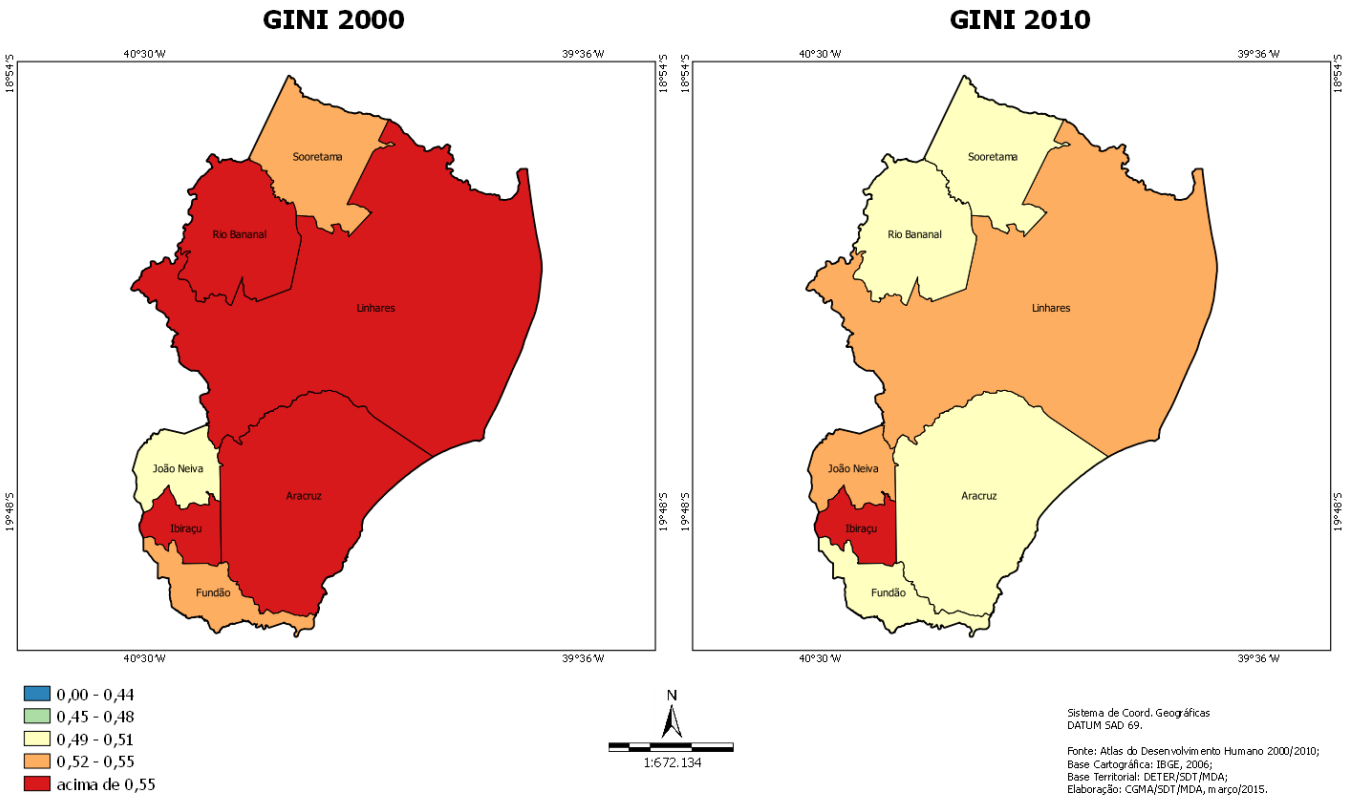 GINI 2000
40°30'W
39°36'W
18°54'S
18°54'S
Sooretama
Rio Bananal
Linhares
João Neiva
Aracruz
Ibiraçu
Fundão
19°48'S
19°48'S
40°30'W
39°36'W
GINI 2010
40°30'W
39°36'W
18°54'S
Sooretama
Rio Bananal
Linhares
João Neiva
Aracruz
Ibiraçu
Fundão
19°48'S
40°30'W
39°36'W
0,00 - 0,44
0,45 - 0,48
0,49 - 0,51
0,52 - 0,55
acima de 0,55
N
1:672.134
Sistema de Coord. Geográficas
DATUM SAD 69.
Fonte: Atlas do Desenvolvimento Humano 2000/2010;
Base Cartográfica: IBGE, 2006;
Base Territorial: DETER/SDT/MDA;
Elaboração: CGMA/SDT/MDA, março/2015.